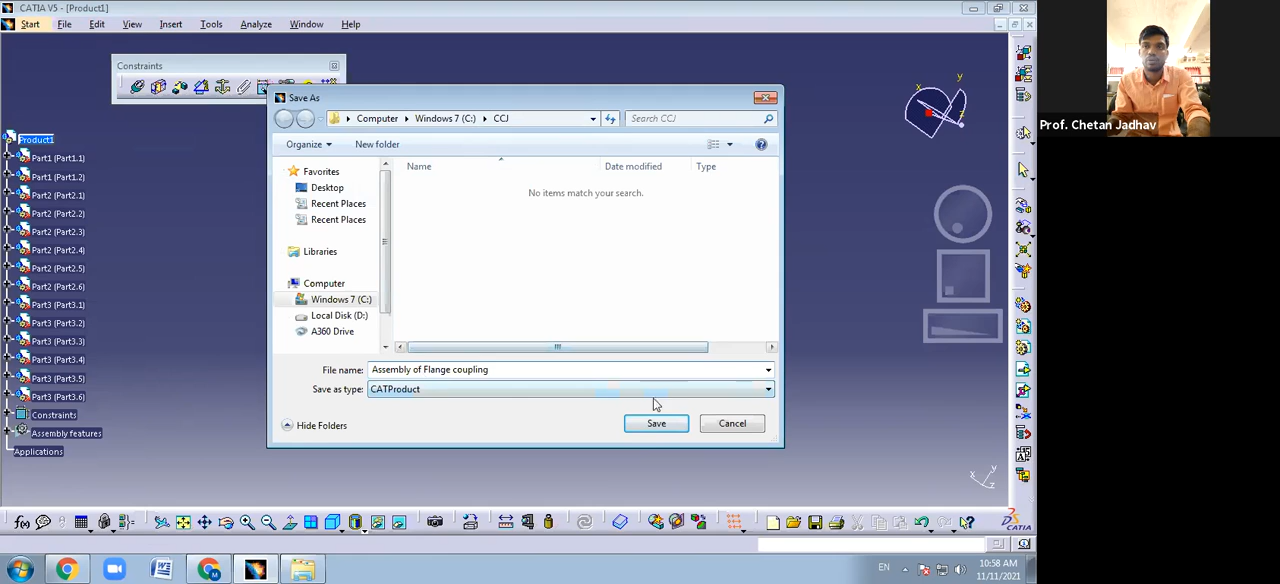 CATIA V5 - [Product1]
Start File Edit View Insert Tools Analyze Window Help
Constraints
Product1
Part1 (Part1.1)
Part1 (Part1.2)
Part2 (Part2.1)
Part2 (Part2.2)
Part2 (Part2.3)
Part2 (Part2.4)
Part2 (Part2.5)
Part2 (Part2.6)
Part3 (Part3.1)
Part3 (Part3.2)
Part3 (Part3.3)
Part3 (Part3.4)
Part3 (Part3.5)
Part3 (Part3.6)
Constraints
Assembly features
Applications
Save As
Computer Windows 7 (C:) CCJ
Search CCJ
Organize New folder
Favorites
Desktop
Recent Places
Recent Places
Libraries
Computer
Windows 7 (C:)
Local Disk (D:)
A360 Drive
Name Date modified Type
No items match your search.
File name: Assembly of Flange coupling
Save as type: CATProduct
Hide Folders Save Cancel
x y z
x y z
Prof. Chetan Jadhav
f(x)
CATIA
EN
10:58 AM
11/11/2021